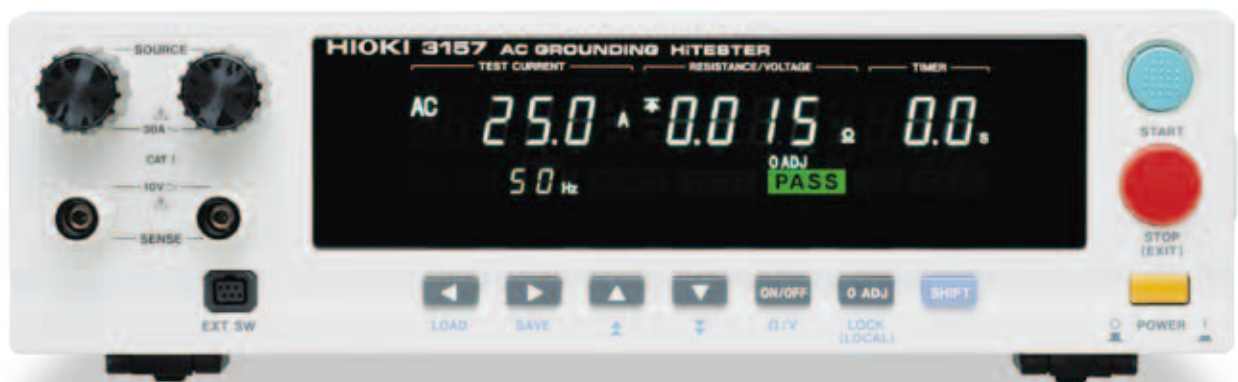 SOURCE
30A
CAT I
10V
SENSE
EXT SW
HIOKI 3157 AC GROUNDING HiTESTER
TEST CURRENT RESISTANCE/VOLTAGE TIMER
AC 25.0 A 0.015 Ω 0.0 s
0 ADJ
50 Hz PASS
ON/OFF 0 ADJ SHIFT
LOAD SAVE Ω/V LOCK
(LOCAL)
START
STOP
(EXIT)
POWER